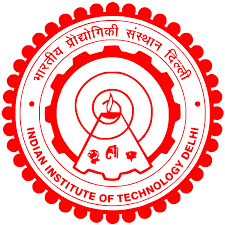 भारतीय प्रौद्योगिकी संस्थान दिल्ली
INDIAN INSTITUTE OF TECHNOLOGY DELHI